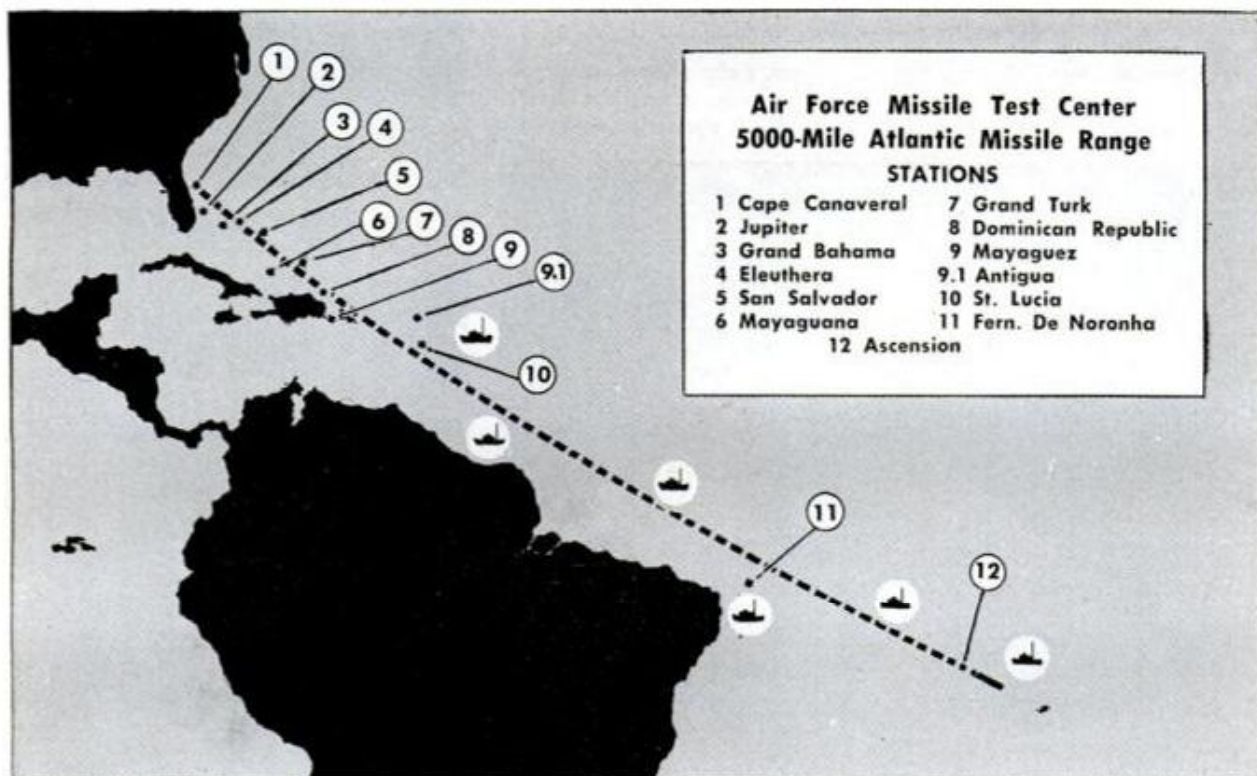 Air Force Missile Test Center
5000-Mile Atlantic Missile Range
STATIONS
1 Cape Canaveral 7 Grand Turk
2 Jupiter 8 Dominican Republic
3 Grand Bahama 9 Mayaguez
4 Eleuthera 9.1 Antigua
5 San Salvador 10 St. Lucia
6 Mayaguana 11 Fern. De Noronha
12 Ascension
1
2
3
4
5
6
7
8
9
9.1
10
11
12